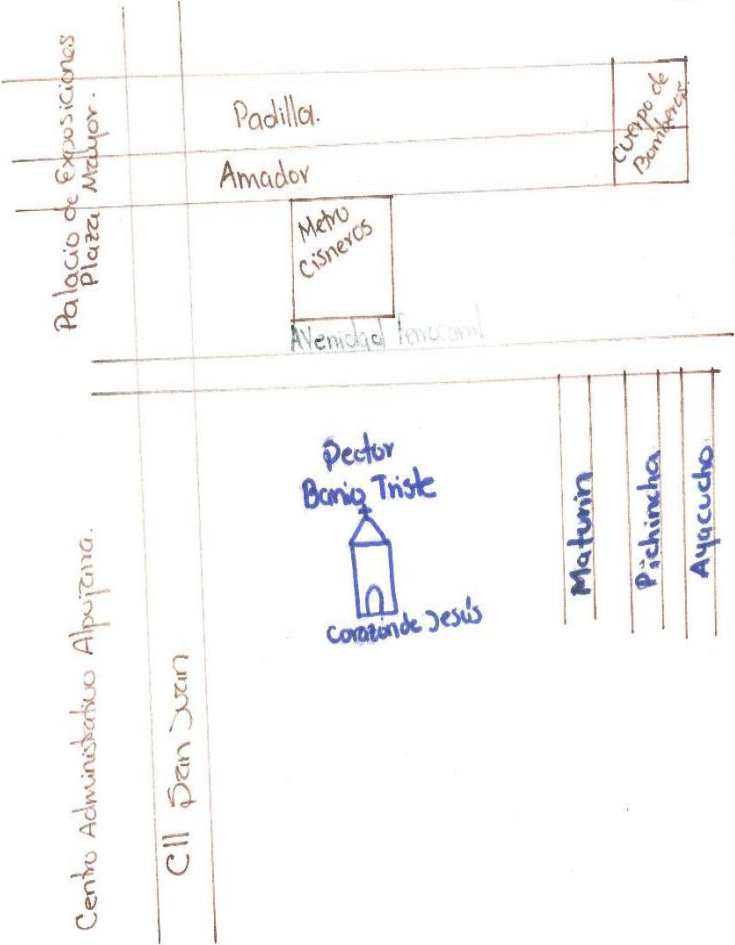 Palacio de Exposiciones
Plaza Mayor.
Padilla.
Amador
Cuerpo de
Bomberos.
Metro
Cisneros
Avenidad Ferrocarril
Sector
Barrio Triste
Corazón de Jesús
Maturin
Pichincha
Ayacucho
Centro Administrativo Alpujarra.
Cll San Juan